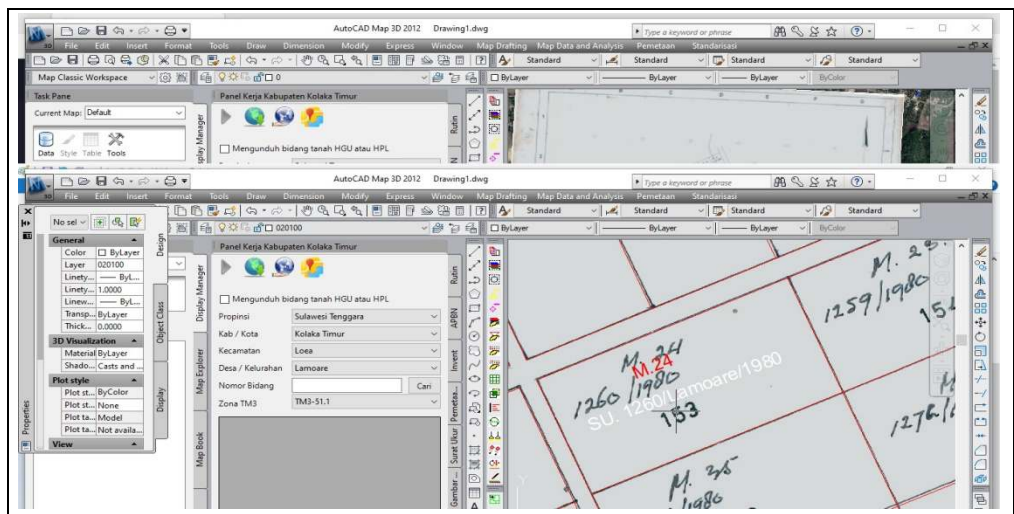 AutoCAD Map 3D 2012 Drawing1.dwg
Type a keyword or phrase
File Edit Insert Format Tools Draw Dimension Modify Express Window Map Drafting Map Data and Analysis Pemetaan Standarisasi
Standard Standard Standard Standard
Map Classic Workspace
0
ByLayer ByLayer ByLayer ByColor
Task Pane
Current Map: Default
Data Style Table Tools
Panel Kerja Kabupaten Kolaka Timur
Mengunduh bidang tanah HGU atau HPL
Rutin
AutoCAD Map 3D 2012 Drawing1.dwg
Type a keyword or phrase
File Edit Insert Format Tools Draw Dimension Modify Express Window Map Drafting Map Data and Analysis Pemetaan Standarisasi
Standard Standard Standard Standard
020100
ByLayer ByLayer ByLayer ByColor
No sel
General
Color ByLayer
Layer 020100
Linety... ByL...
Linety... 1.0000
Linew... ByL...
Transp... ByLayer
Thick... 0.0000
3D Visualization
Material ByLayer
Shado... Casts and ...
Plot style
Plot st... ByColor
Plot st... None
Plot ta... Model
Plot ta... Not availa...
View
Properties
Design
Object Class
Display
Display Manager
Map Explorer
Map Book
Panel Kerja Kabupaten Kolaka Timur
Mengunduh bidang tanah HGU atau HPL
Propinsi Sulawesi Tenggara
Kab / Kota Kolaka Timur
Kecamatan Loea
Desa / Kelurahan Lamoare
Nomor Bidang Cari
Zona TM3 TM3-51.1
Rutin
APBN
Invent
Pemetaa...
Surat Ukur
Gambar ...
1259/1980
M. 24
M.24
1260/1980
SU. 1260/Lamoare/1980
153
1276/
M. 35
/1980